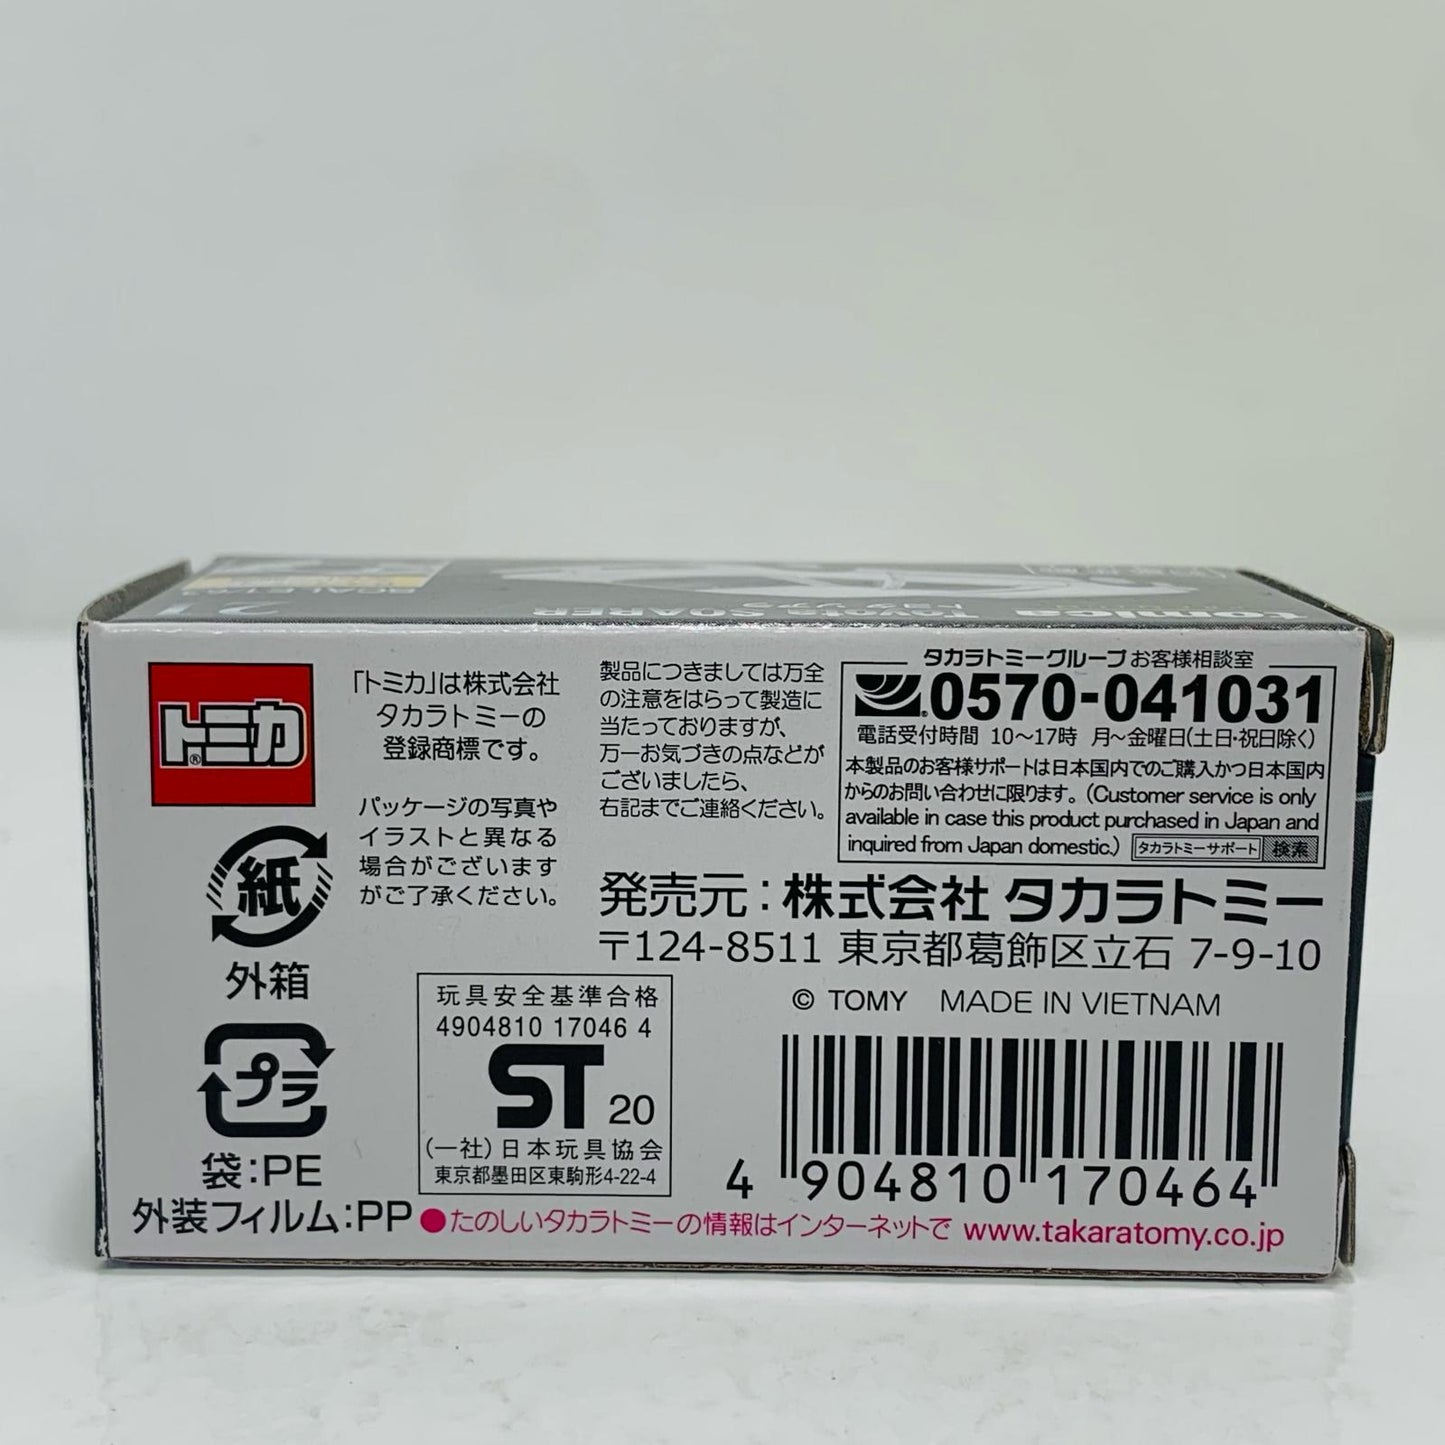 tomica
トヨタ ソアラ
Toyota SOARER
21
SCALE 1/63
トミカ®
「トミカ」は株式会社
タカラトミーの
登録商標です。
パッケージの写真や
イラストと異なる
場合がございます
がご了承ください。
紙
外箱
プラ
袋:PE
外装フィルム:PP
製品につきましては万全
の注意をはらって製造に
当たっておりますが、
万一お気づきの点などが
ございましたら、
右記までご連絡ください。
タカラトミーグループお客様相談室
0570-041031
電話受付時間 10〜17時 月〜金曜日(土日・祝日除く)
本製品のお客様サポートは日本国内でのご購入かつ日本国内
からのお問い合わせに限ります。(Customer service is only
available in case this product purchased in Japan and
inquired from Japan domestic.) タカラトミーサポート 検索
発売元:株式会社 タカラトミー
〒124-8511 東京都葛飾区立石 7-9-10
© TOMY MADE IN VIETNAM
玩具安全基準合格
4904810 17046 4
ST 20
(一社)日本玩具協会
東京都墨田区東駒形4-22-4
4 904810 170464
●たのしいタカラトミーの情報はインターネットで www.takaratomy.co.jp